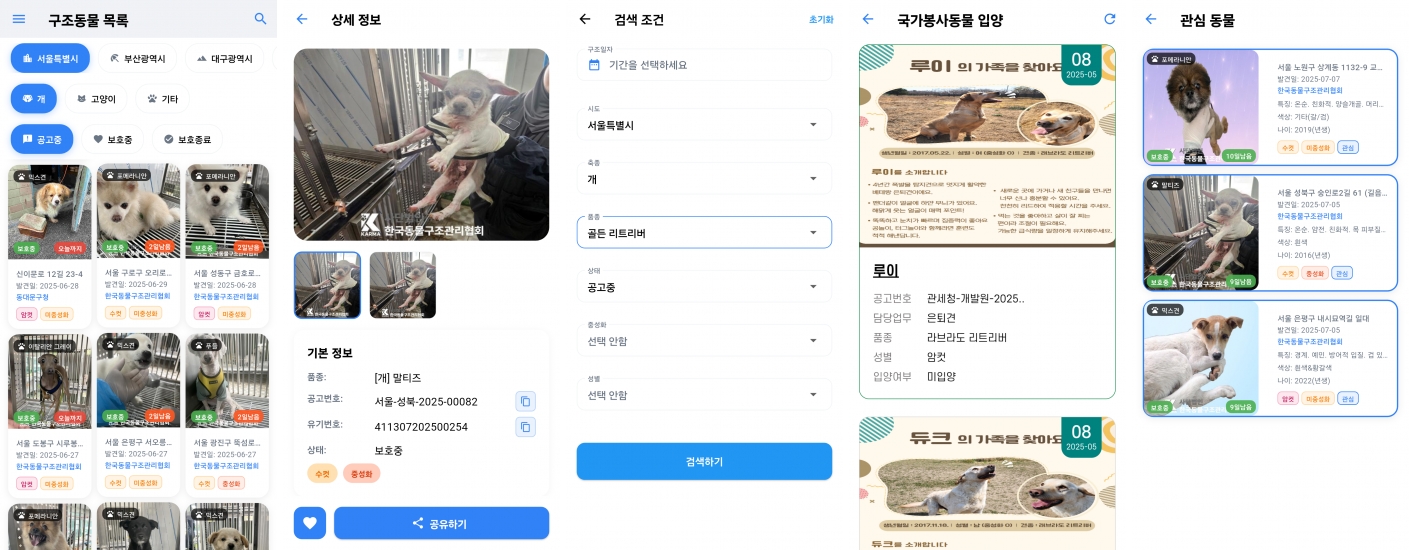 구조동물 목록
서울특별시
부산광역시
대구광역시
개
고양이
기타
공고중
보호중
보호종료
믹스견
보호중
오늘까지
신이문로 12길 23-4
발견일: 2025-06-28
동대문구청
암컷
미중성화
포메라니안
보호중
2일남음
서울 구로구 오리로...
발견일: 2025-06-29
한국동물구조관리협회
수컷
미중성화
포메라니안
보호중
2일남음
서울 성동구 금호로...
발견일: 2025-06-28
한국동물구조관리협회
암컷
미중성화
이탈리안 그레이
보호중
오늘까지
서울 도봉구 시루봉...
발견일: 2025-06-27
한국동물구조관리협회
암컷
미중성화
믹스견
보호중
2일남음
서울 은평구 서오릉...
발견일: 2025-06-27
한국동물구조관리협회
수컷
미중성화
푸들
보호중
2일남음
서울 광진구 뚝섬로...
발견일: 2025-06-27
한국동물구조관리협회
수컷
중성화
포메라니안
믹스견
믹스견
상세 정보
KARMA
한국동물구조관리협회
기본 정보
품종:
[개] 말티즈
공고번호:
서울-성북-2025-00082
유기번호:
411307202500254
상태:
보호중
수컷
중성화
공유하기
검색 조건
초기화
구조일자
기간을 선택하세요
시도
서울특별시
축종
개
품종
골든 리트리버
상태
공고중
중성화
선택 안함
성별
선택 안함
검색하기
국가봉사동물 입양
루이 의 가족을 찾아요
08
2025-05
생년월일 : 2017.05.22. | 성별 : 여 (중성화 O) | 견종 : 래브라도 리트리버
루이를 소개합니다
루이
공고번호
관세청-개발원-2025..
담당업무
은퇴견
품종
라브라도 리트리버
성별
암컷
입양여부
미입양
듀크 의 가족을 찾아요
08
2025-05
듀크를 소개합니다
관심 동물
포메라니안
보호중
10일남음
서울 노원구 상계동 1132-9 교...
발견일: 2025-07-07
한국동물구조관리협회
특징: 온순, 친화적, 양슬개골, 머리...
색상: 기타(갈/검)
나이: 2019(년생)
수컷
미중성화
관심
말티즈
보호중
9일남음
서울 성북구 숭인로2길 61 (길음...
발견일: 2025-07-05
한국동물구조관리협회
특징: 온순, 얌전, 친화적, 목 피부질...
색상: 흰색
나이: 2016(년생)
수컷
중성화
관심
믹스견
보호중
9일남음
서울 은평구 내시묘역길 일대
발견일: 2025-07-05
한국동물구조관리협회
특징: 경계, 예민, 방어적 입질, 겁 있...
색상: 흰색&황갈색
나이: 2022(년생)
암컷
미중성화
관심